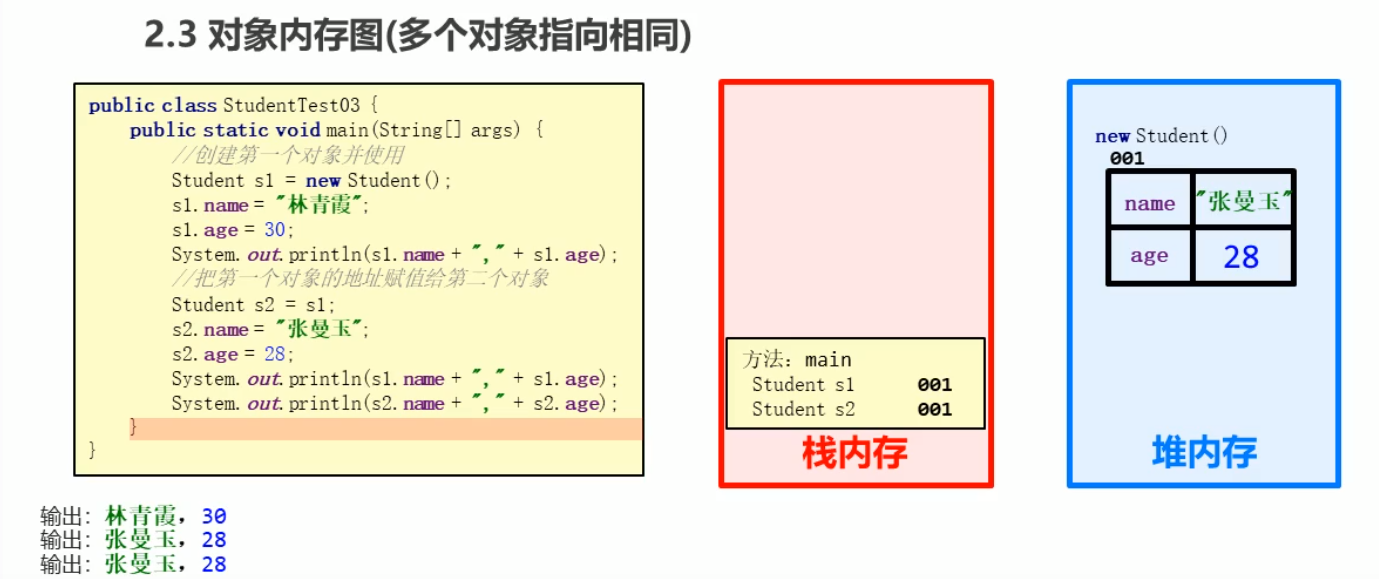 2.3 对象内存图(多个对象指向相同)
public class StudentTest03 {
public static void main(String[] args) {
//创建第一个对象并使用
Student s1 = new Student();
s1.name = "林青霞";
s1.age = 30;
System.out.println(s1.name + "," + s1.age);
//把第一个对象的地址赋值给第二个对象
Student s2 = s1;
s2.name = "张曼玉";
s2.age = 28;
System.out.println(s1.name + "," + s1.age);
System.out.println(s2.name + "," + s2.age);
}
}
方法：main
Student s1 001
Student s2 001
栈内存
new Student()
001
name "张曼玉"
age 28
堆内存
输出：林青霞，30
输出：张曼玉，28
输出：张曼玉，28